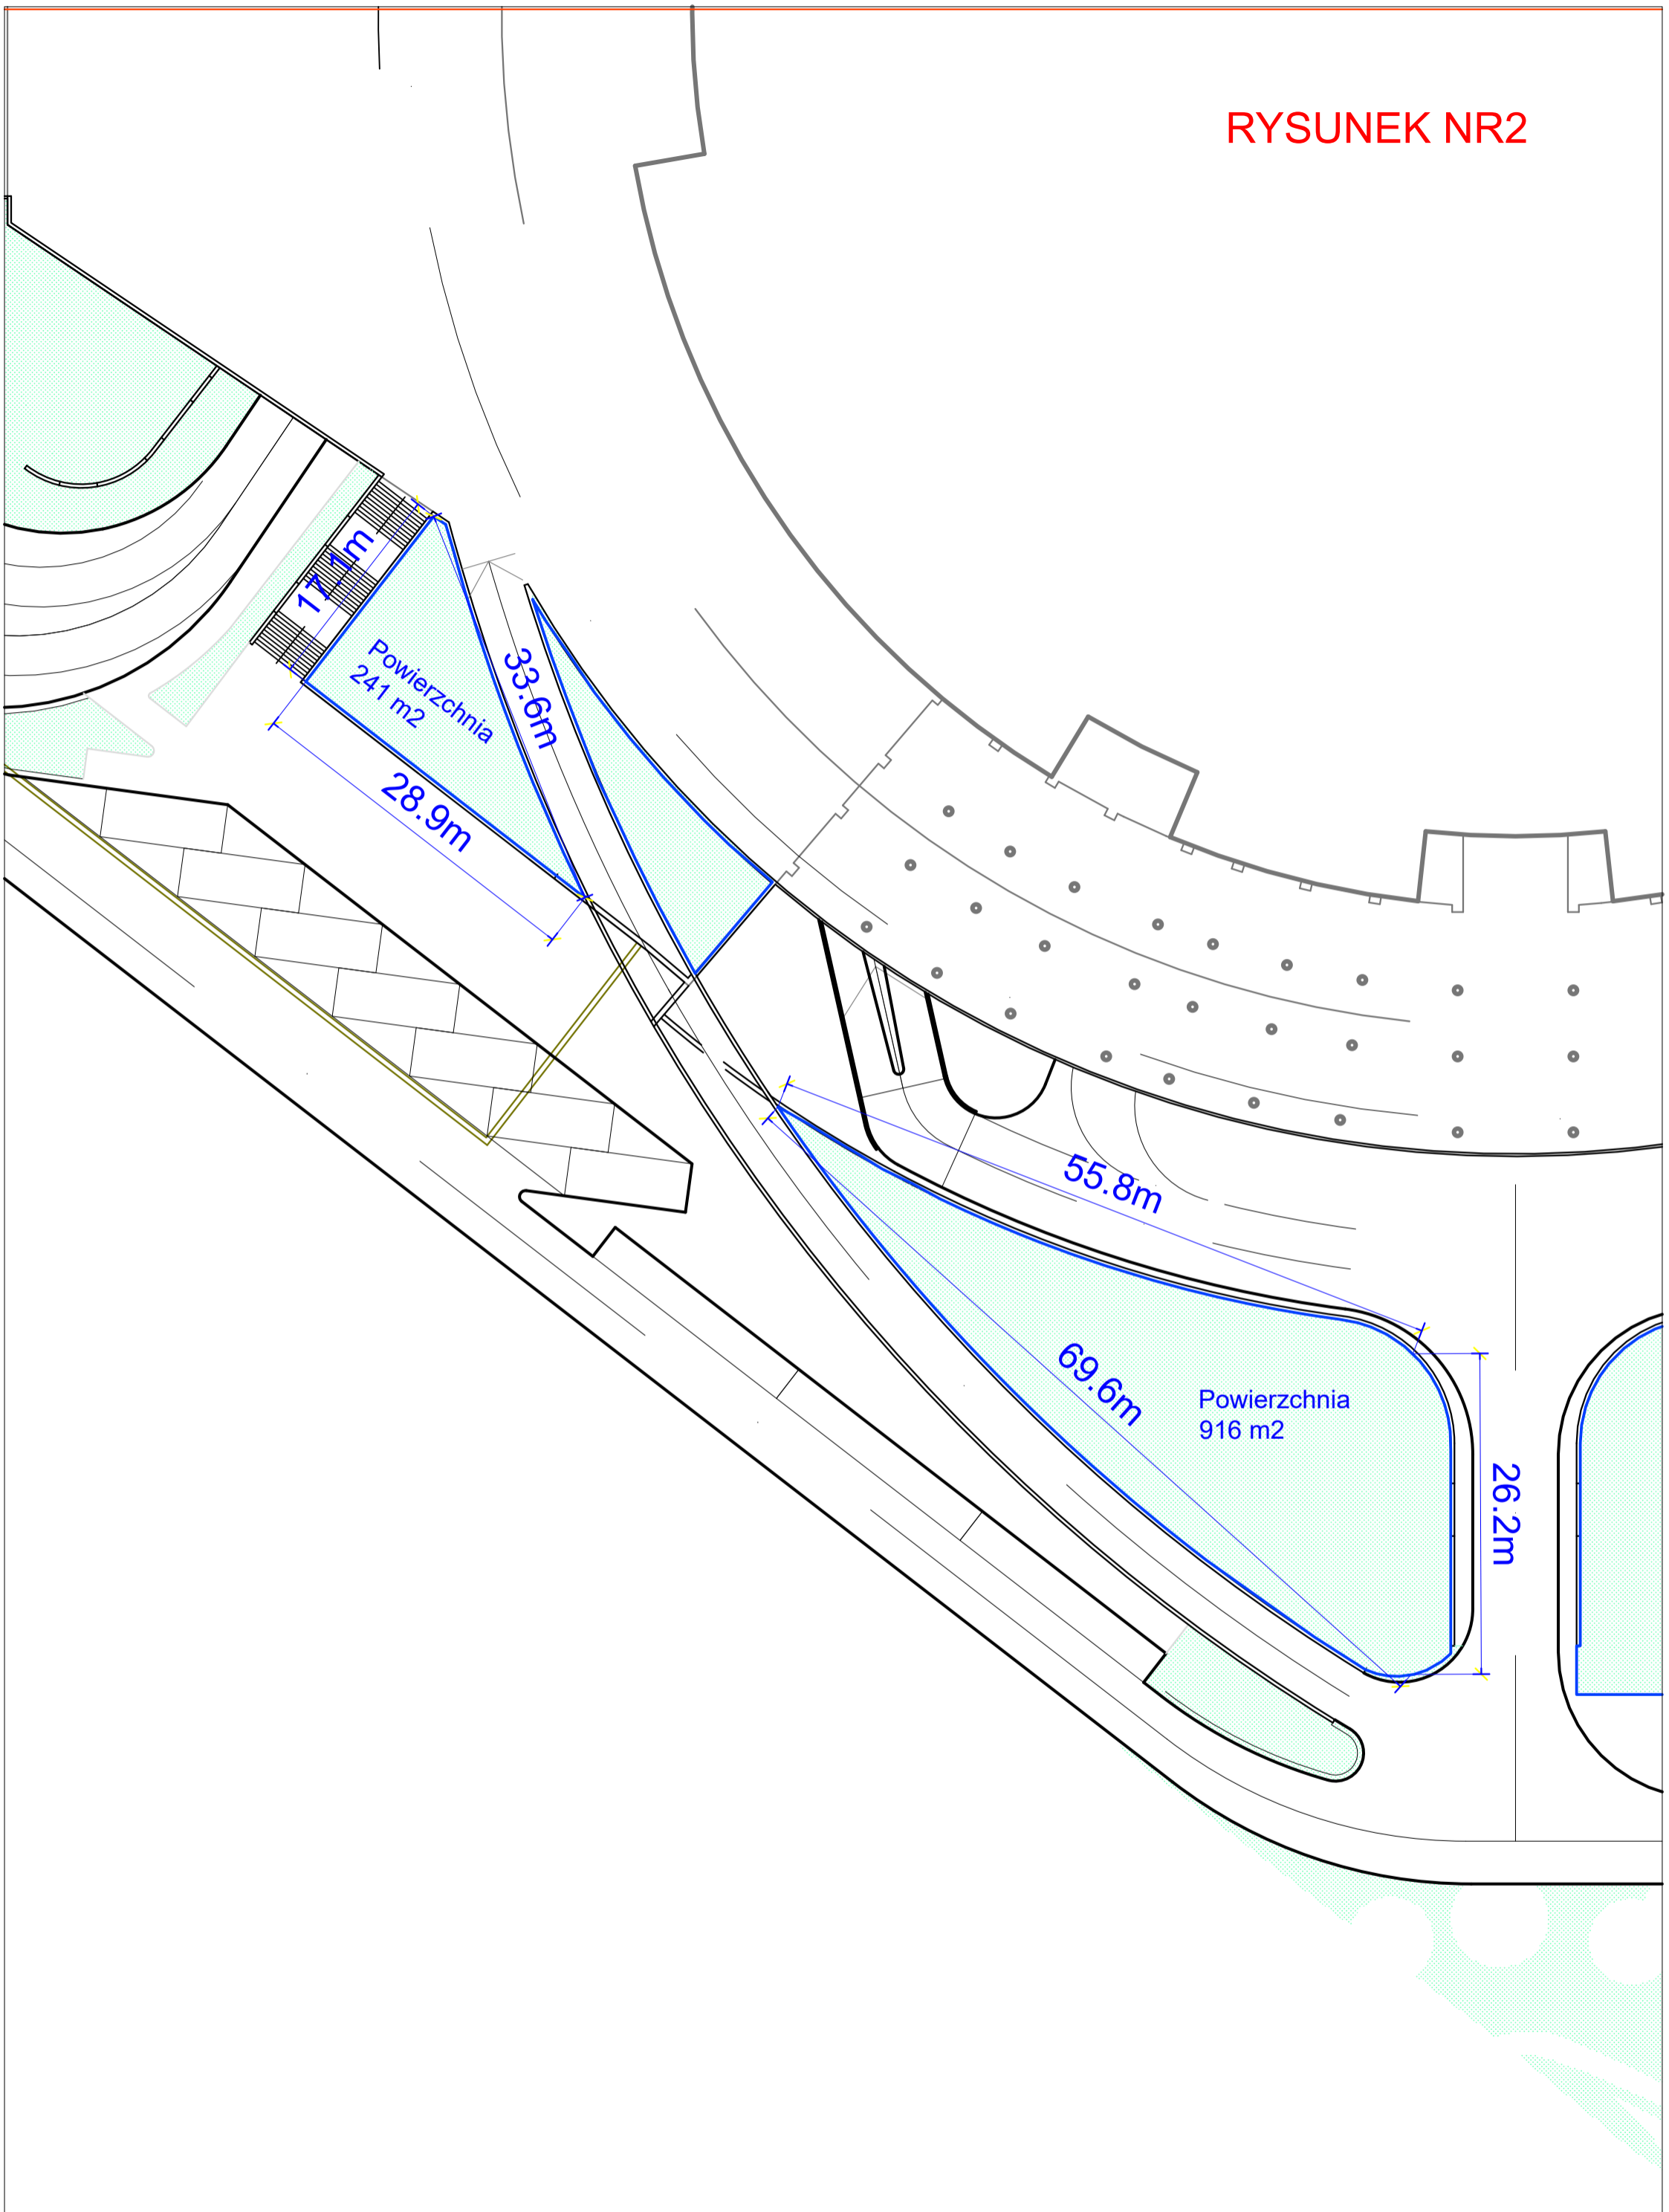 RYSUNEK NR2
17.1m
Powierzchnia
241 m2
33.6m
28.9m
55.8m
69.6m
Powierzchnia
916 m2
26.2m